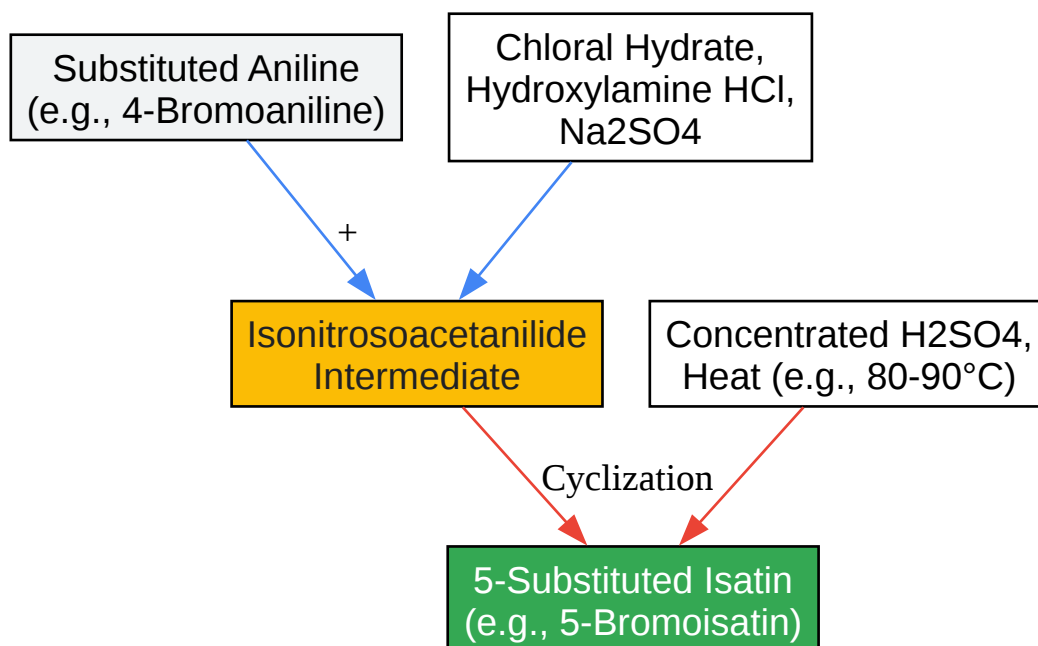 Substituted Aniline
(e.g., 4-Bromoaniline)
Chloral Hydrate,
Hydroxylamine HCl,
Na2SO4
+
Isonitrosoacetanilide
Intermediate
Concentrated H2SO4,
Heat (e.g., 80-90°C)
Cyclization
5-Substituted Isatin
(e.g., 5-Bromoisatin)